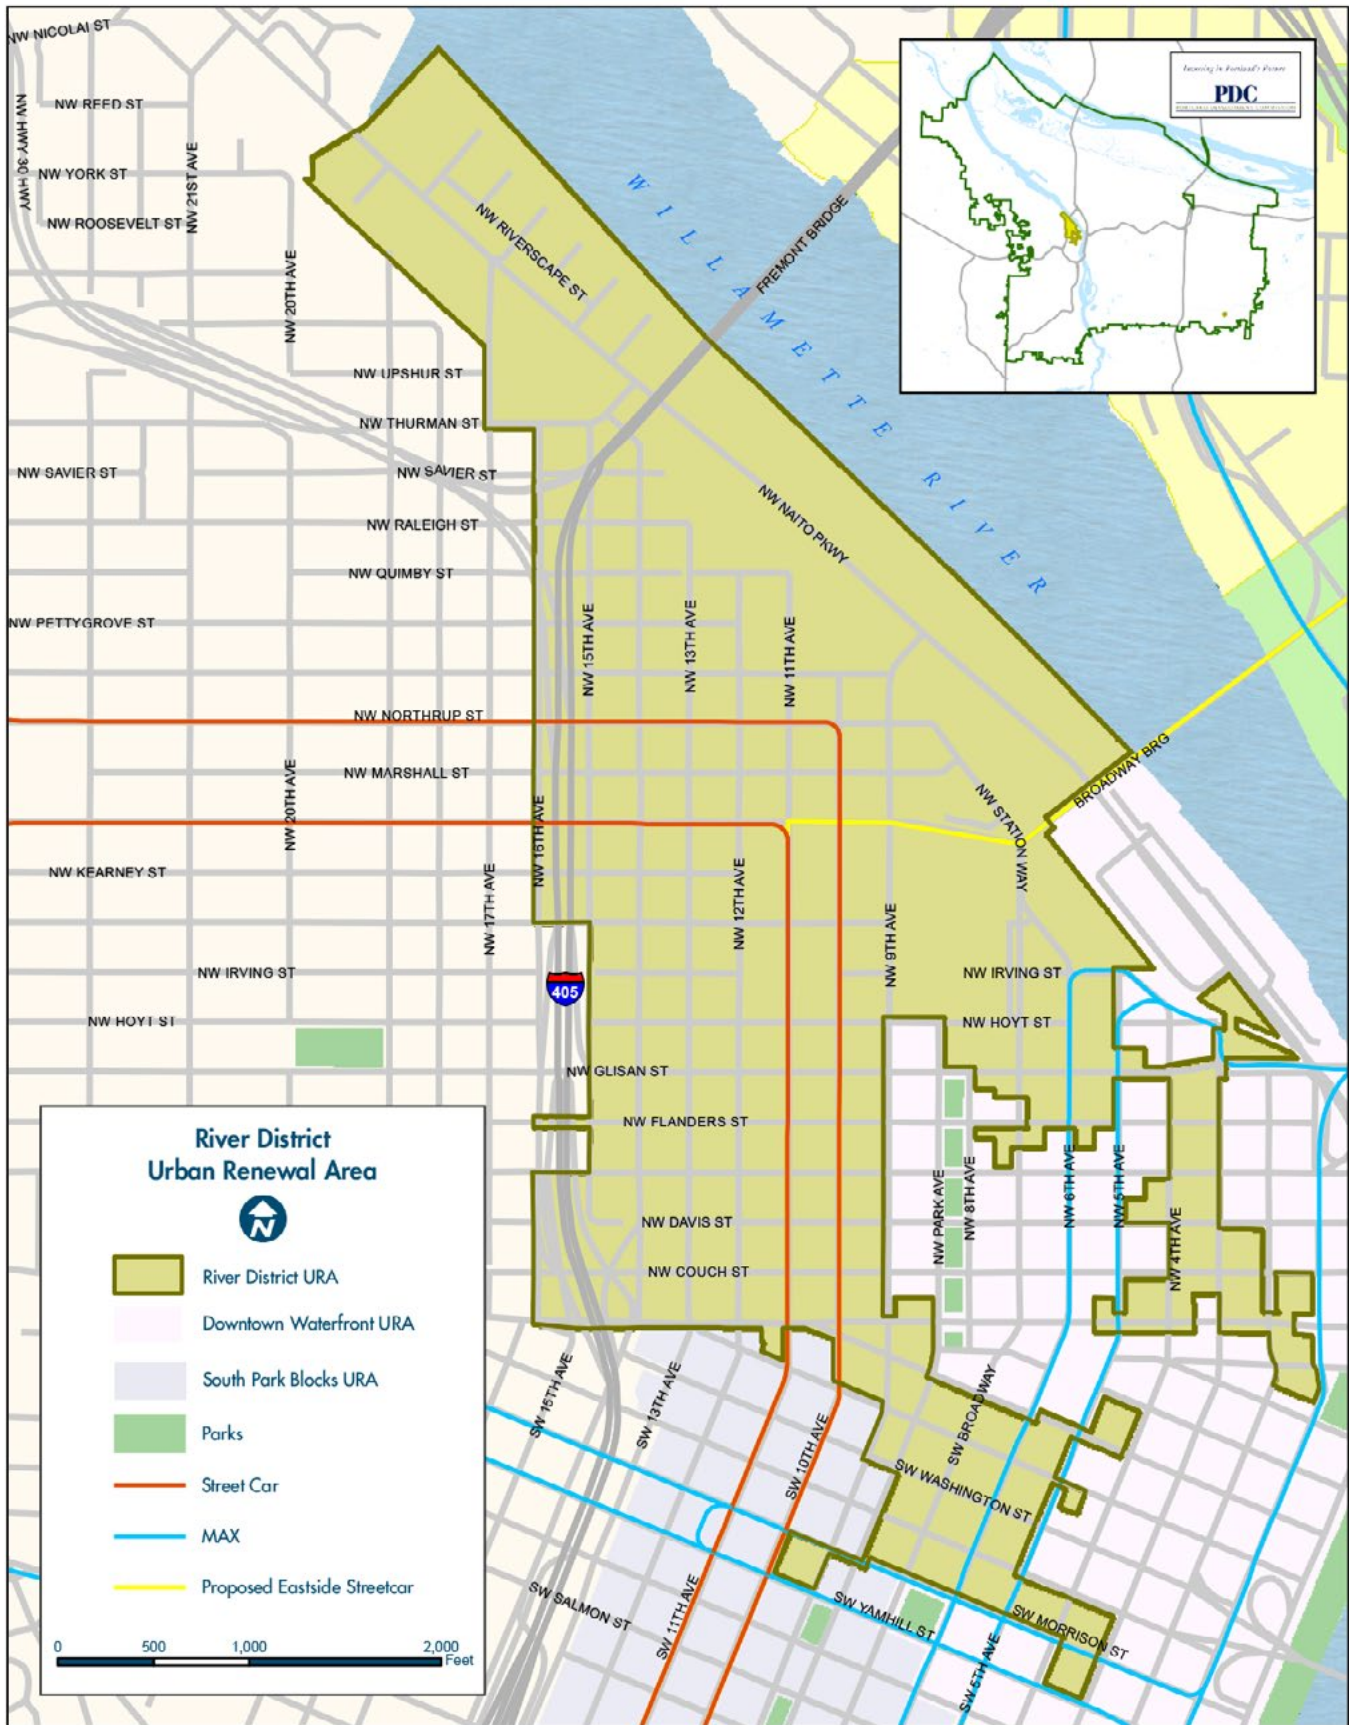 NW NICOLAI ST
NW REED ST
NW HWY 30 HWY
NW 21ST AVE
NW YORK ST
NW ROOSEVELT ST
NW 20TH AVE
NW RIVERSCAPE ST
WILLAMETTE RIVER
FREMONT BRIDGE
Investing in Portland's Future
PDC
PORTLAND DEVELOPMENT COMMISSION
NW UPSHUR ST
NW THURMAN ST
NW SAVIER ST
NW SAVIER ST
NW RALEIGH ST
NW NAITO PKWY
NW QUIMBY ST
NW PETTYGROVE ST
NW 15TH AVE
NW 13TH AVE
NW 11TH AVE
NW NORTHRUP ST
NW MARSHALL ST
NW 20TH AVE
NW 16TH AVE
BROADWAY BRG
NW STATION WAY
NW KEARNEY ST
NW 17TH AVE
NW 12TH AVE
NW 9TH AVE
NW IRVING ST
405
NW IRVING ST
NW HOYT ST
NW HOYT ST
NW GLISAN ST
NW FLANDERS ST
NW PARK AVE
NW 8TH AVE
NW 6TH AVE
NW 5TH AVE
NW 4TH AVE
NW DAVIS ST
NW COUCH ST
SW 15TH AVE
SW 13TH AVE
SW 10TH AVE
SW BROADWAY
SW WASHINGTON ST
SW SALMON ST
SW 11TH AVE
SW YAMHILL ST
SW MORRISON ST
SW 5TH AVE
River District
Urban Renewal Area
N
River District URA
Downtown Waterfront URA
South Park Blocks URA
Parks
Street Car
MAX
Proposed Eastside Streetcar
0 500 1,000 2,000
Feet